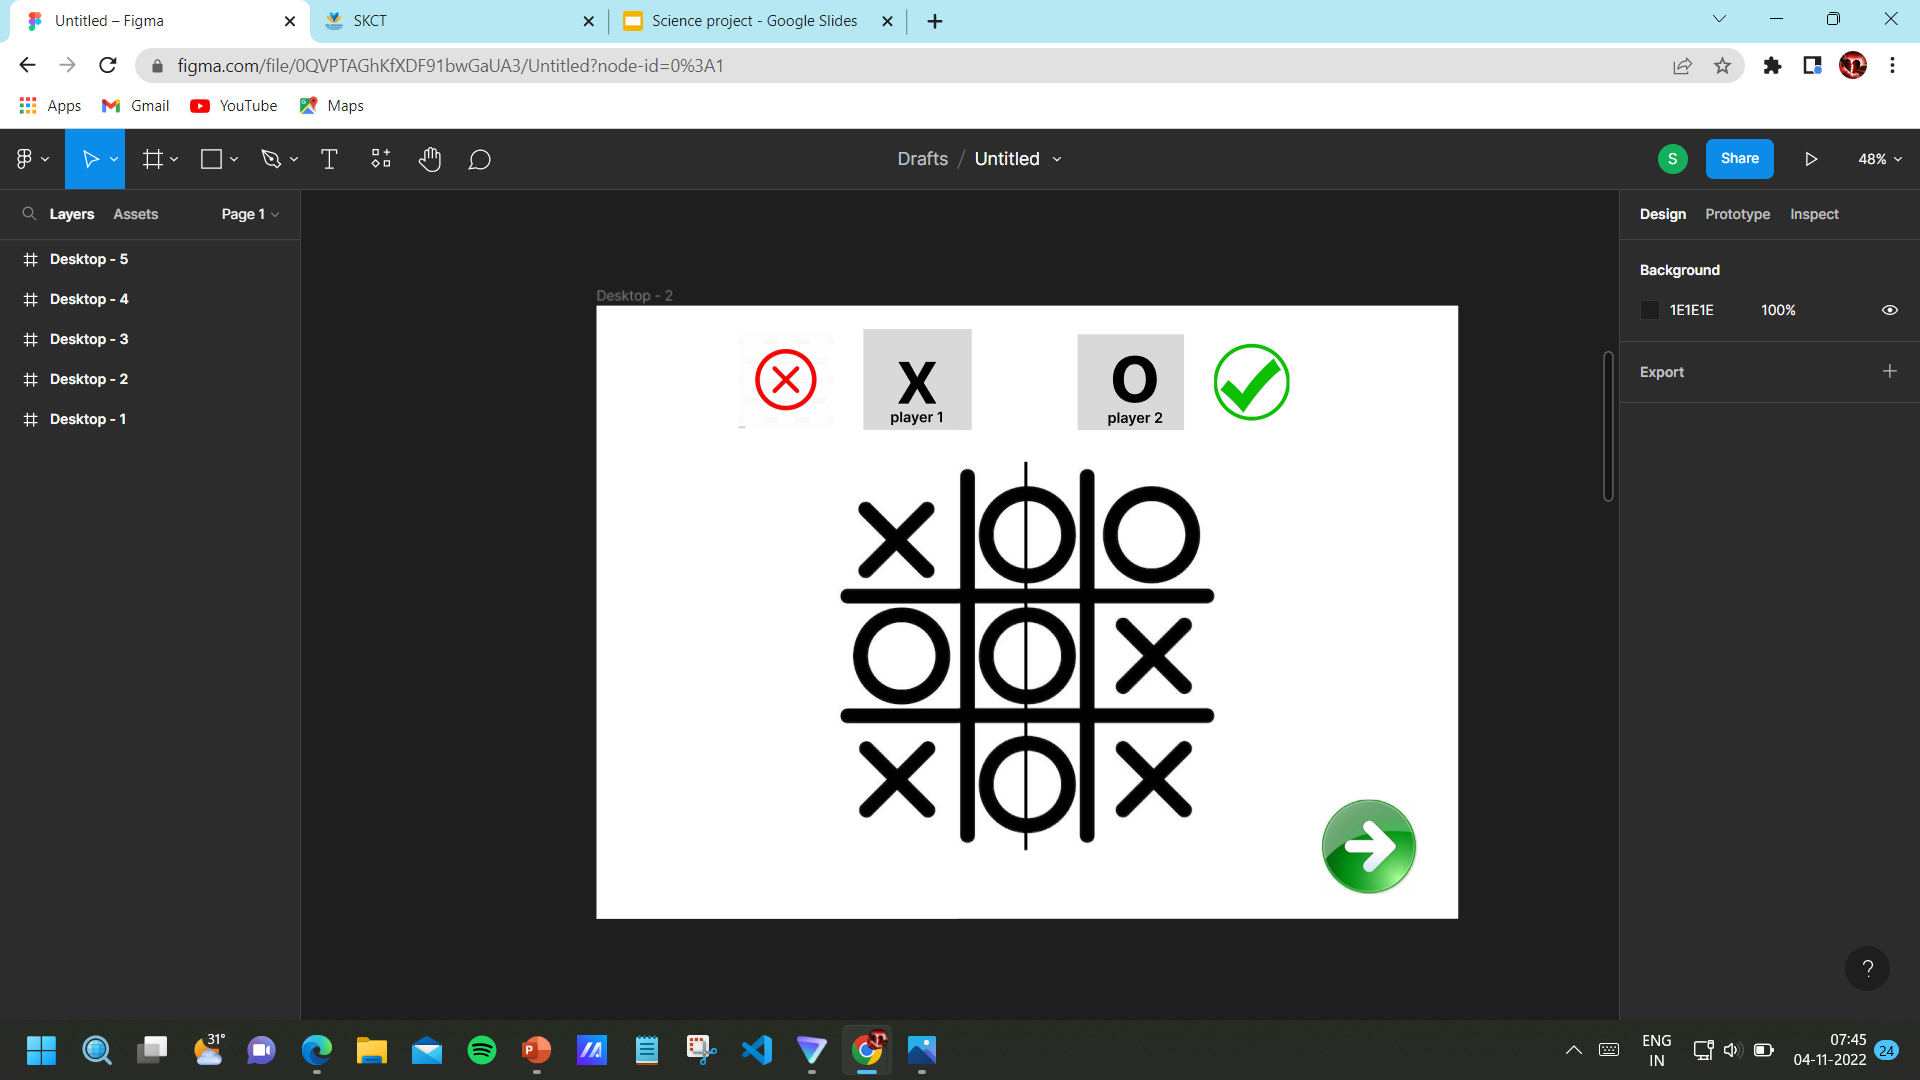 Untitled – Figma
SKCT
Science project - Google Slides
figma.com/file/0QVPTAGhKfXDF91bwGaUA3/Untitled?node-id=0%3A1
Apps
Gmail
YouTube
Maps
Drafts / Untitled
S
Share
48%
Layers
Assets
Page 1
Design
Prototype
Inspect
Desktop - 5
Desktop - 4
Desktop - 3
Desktop - 2
Desktop - 1
Background
1E1E1E
100%
Export
Desktop - 2
X
player 1
O
player 2
?
31°
ENG
IN
07:45
04-11-2022
24